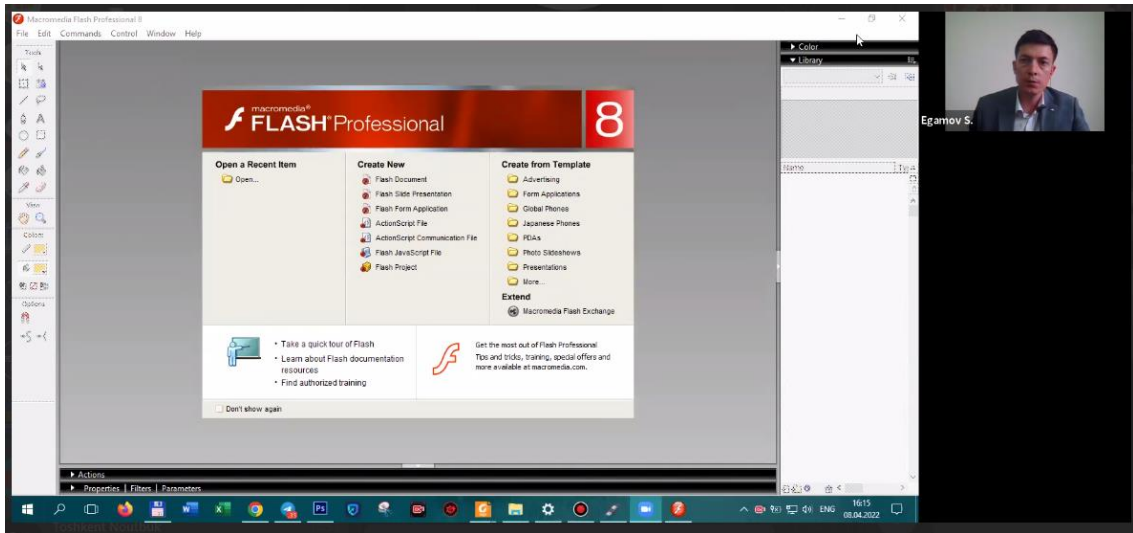 Macromedia Flash Professional 8
File Edit Commands Control Window Help
Tools
View
Colors
Options
macromedia®
FLASH® Professional
8
Open a Recent Item
Open...
Create New
Flash Document
Flash Slide Presentation
Flash Form Application
ActionScript File
ActionScript Communication File
Flash JavaScript File
Flash Project
Create from Template
Advertising
Form Applications
Global Phones
Japanese Phones
PDAs
Photo Slideshows
Presentations
More...
Extend
Macromedia Flash Exchange
• Take a quick tour of Flash
• Learn about Flash documentation
resources
• Find authorized training
Get the most out of Flash Professional
Tips and tricks, training, special offers and
more available at macromedia.com.
Don't show again
Color
Library
Name
Actions
Properties | Filters | Parameters
Egamov S.
ENG
16:15
08.04.2022